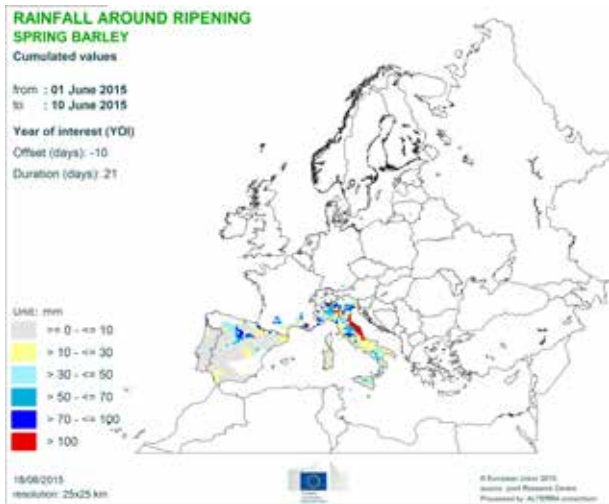 RAINFALL AROUND RIPENING
SPRING BARLEY
Cumulated values
from : 01 June 2015
to : 10 June 2015
Year of interest (YOI)
Offset (days): -10
Duration (days): 21
Unit: mm
>= 0 - <= 10
> 10 - <= 30
> 30 - <= 50
> 50 - <= 70
> 70 - <= 100
> 100
18/08/2015
resolution: 25x25 km
© European Union 2015
source: Joint Research Centre
Processed by: ALTERRA consortium